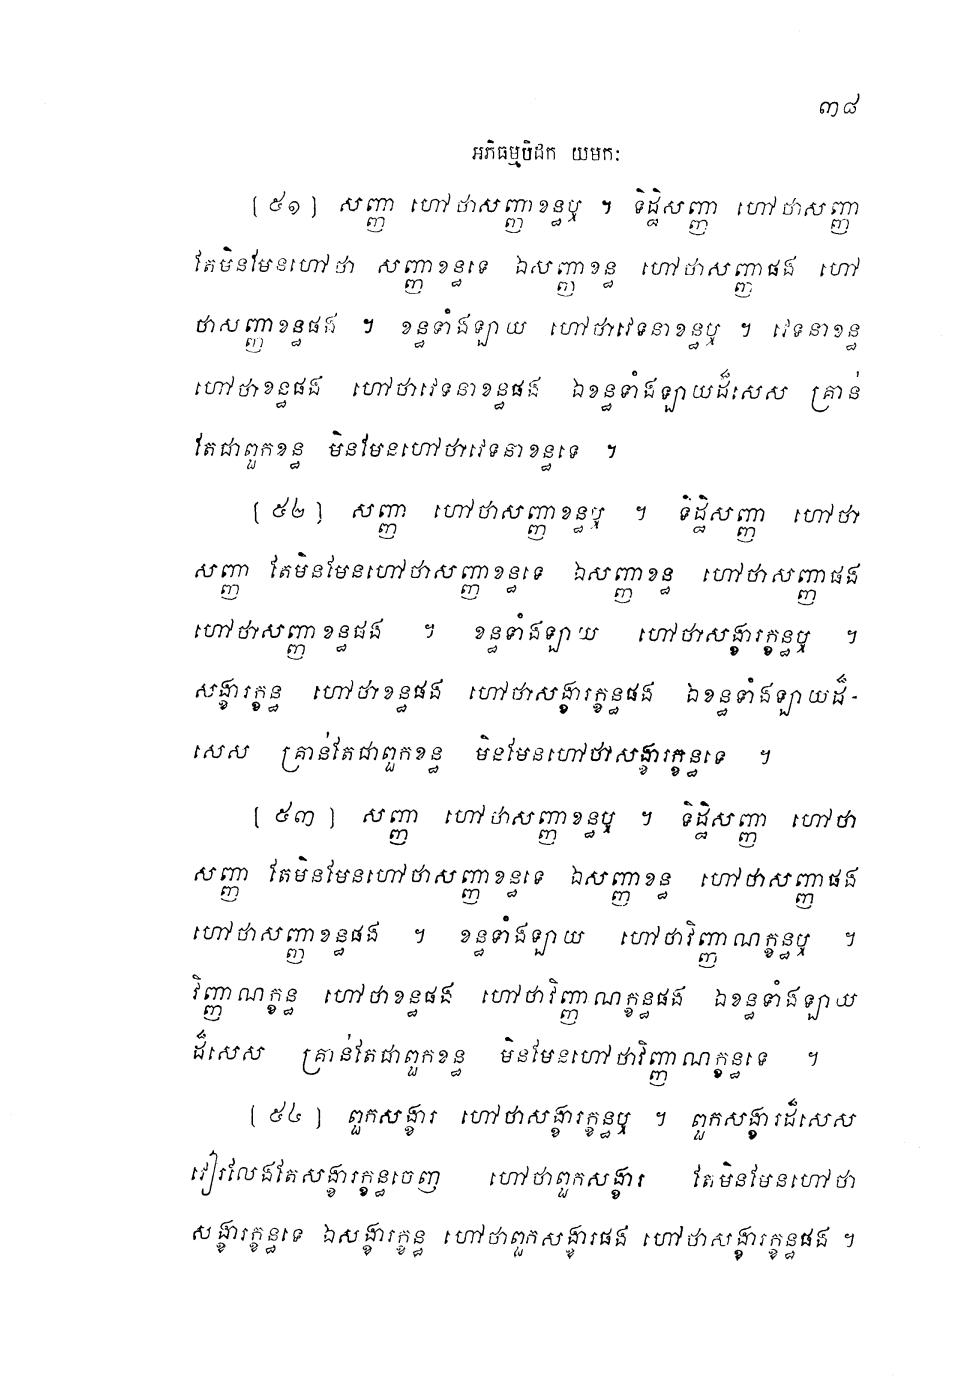 ៣៨
អភិធម្មបិដក យមកៈ
[ ៥១ ] សញ្ញា ហៅថាសញ្ញាខន្ធឬ ។ ទិដ្ឋិសញ្ញា ហៅថាសញ្ញា
តែមិនមែនហៅថា សញ្ញាខន្ធទេ ឯសញ្ញាខន្ធ ហៅថាសញ្ញាផង ហៅ
ថាសញ្ញាខន្ធផង ។ ខន្ធទាំងឡាយ ហៅថាវេទនាខន្ធឬ ។ វេទនាខន្ធ
ហៅថាខន្ធផង ហៅថាវេទនាខន្ធផង ឯខន្ធទាំងឡាយដ៏សេស គ្រាន់
តែជាពួកខន្ធ មិនមែនហៅថាវេទនាខន្ធទេ ។
[ ៥២ ] សញ្ញា ហៅថាសញ្ញាខន្ធឬ ។ ទិដ្ឋិសញ្ញា ហៅថា
សញ្ញា តែមិនមែនហៅថាសញ្ញាខន្ធទេ ឯសញ្ញាខន្ធ ហៅថាសញ្ញាផង
ហៅថាសញ្ញាខន្ធផង ។ ខន្ធទាំងឡាយ ហៅថាសង្ខារក្ខន្ធឬ ។
សង្ខារក្ខន្ធ ហៅថាខន្ធផង ហៅថាសង្ខារក្ខន្ធផង ឯខន្ធទាំងឡាយដ៏-
សេស គ្រាន់តែជាពួកខន្ធ មិនមែនហៅថាសង្ខារក្ខន្ធទេ ។
[ ៥៣ ] សញ្ញា ហៅថាសញ្ញាខន្ធឬ ។ ទិដ្ឋិសញ្ញា ហៅថា
សញ្ញា តែមិនមែនហៅថាសញ្ញាខន្ធទេ ឯសញ្ញាខន្ធ ហៅថាសញ្ញាផង
ហៅថាសញ្ញាខន្ធផង ។ ខន្ធទាំងឡាយ ហៅថាវិញ្ញាណក្ខន្ធឬ ។
វិញ្ញាណក្ខន្ធ ហៅថាខន្ធផង ហៅថាវិញ្ញាណក្ខន្ធផង ឯខន្ធទាំងឡាយ
ដ៏សេស គ្រាន់តែជាពួកខន្ធ មិនមែនហៅថាវិញ្ញាណក្ខន្ធទេ ។
[ ៥៤ ] ពួកសង្ខារ ហៅថាសង្ខារក្ខន្ធឬ ។ ពួកសង្ខារដ៏សេស
វៀរលែងតែសង្ខារក្ខន្ធចេញ ហៅថាពួកសង្ខារ តែមិនមែនហៅថា
សង្ខារក្ខន្ធទេ ឯសង្ខារក្ខន្ធ ហៅថាពួកសង្ខារផង ហៅថាសង្ខារក្ខន្ធផង ។